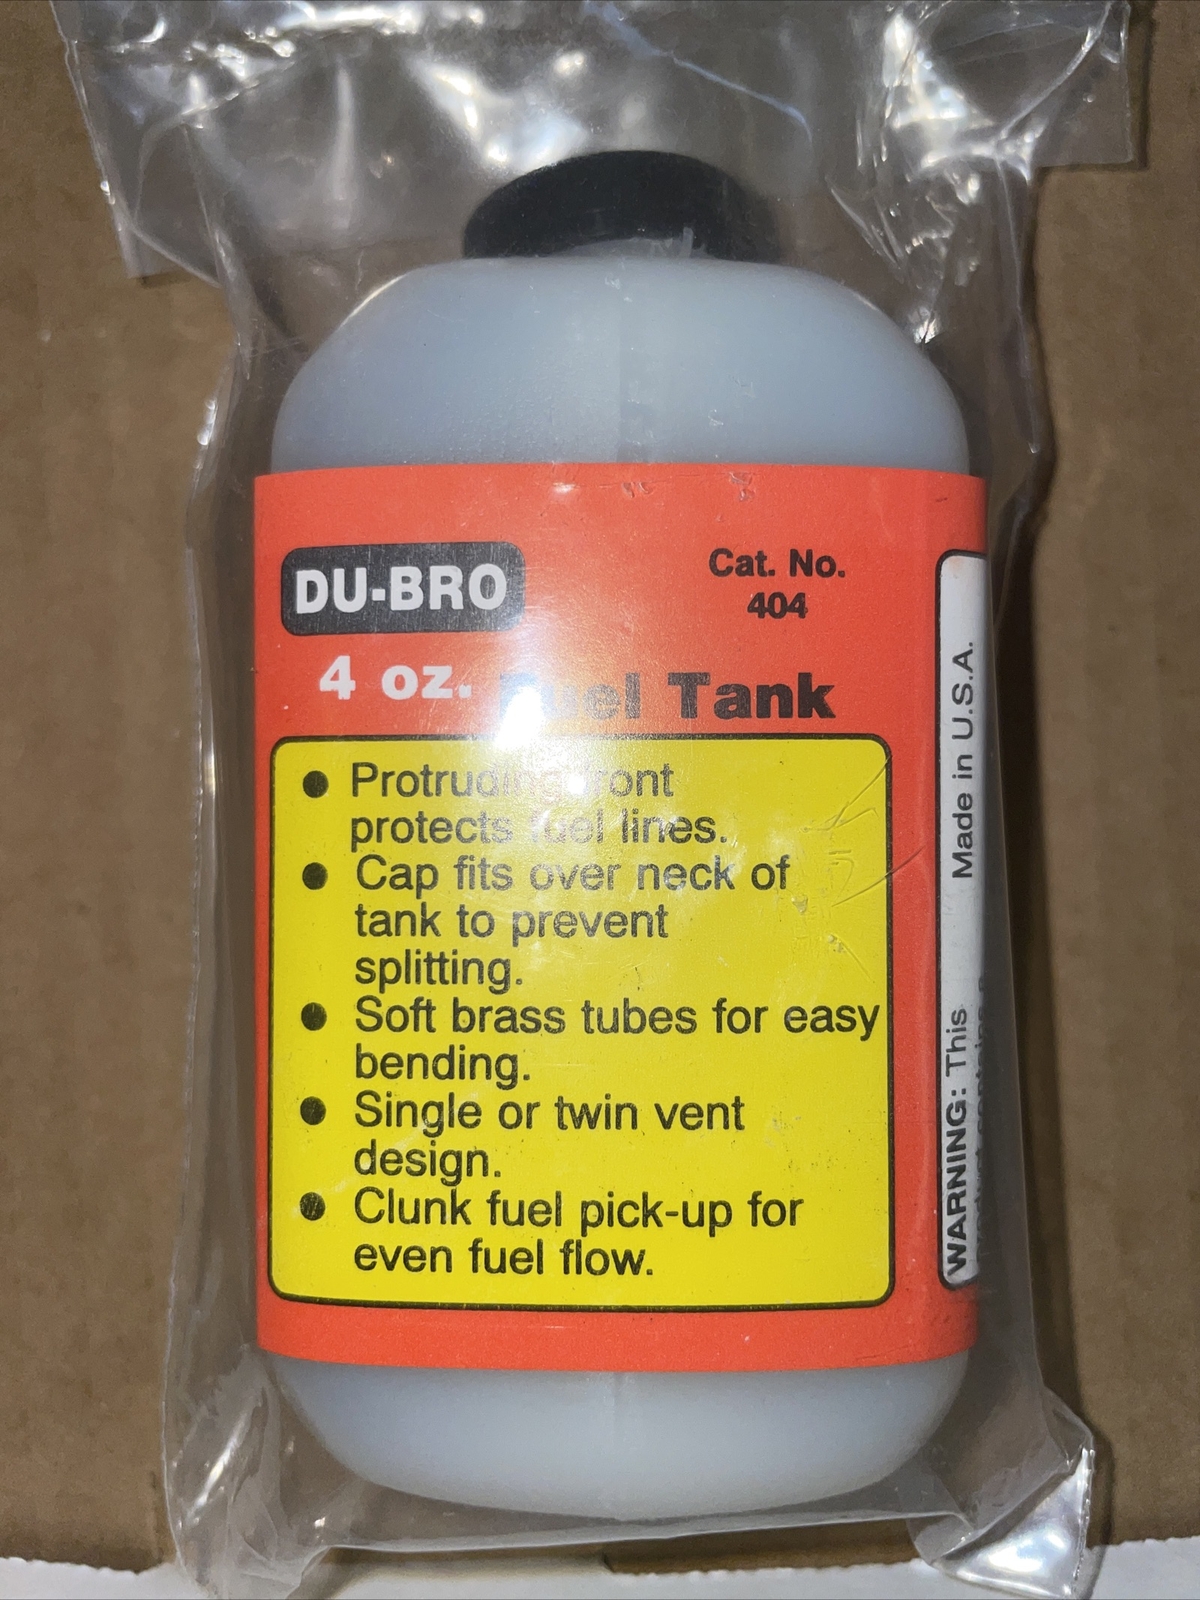 DU-BRO
Cat. No.
404
4 oz. Fuel Tank
● Protruding front
protects fuel lines.
● Cap fits over neck of
tank to prevent
splitting.
● Soft brass tubes for easy
bending.
● Single or twin vent
design.
● Clunk fuel pick-up for
even fuel flow.
WARNING: This Made in U.S.A.